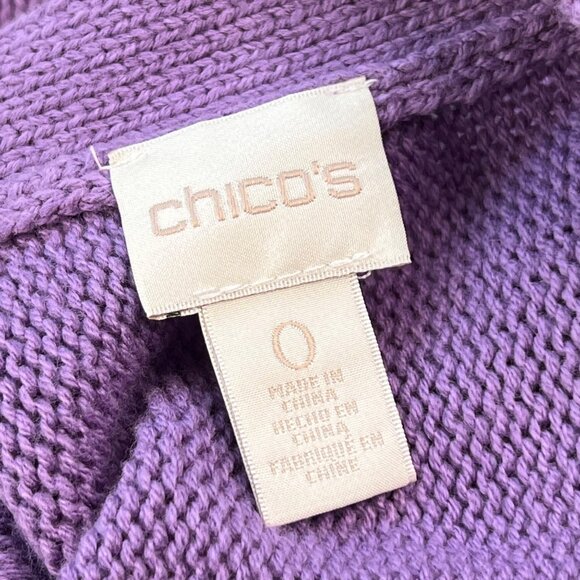 chico's
0
MADE IN
CHINA
HECHO EN
CHINA
FABRIQUÉ EN
CHINE